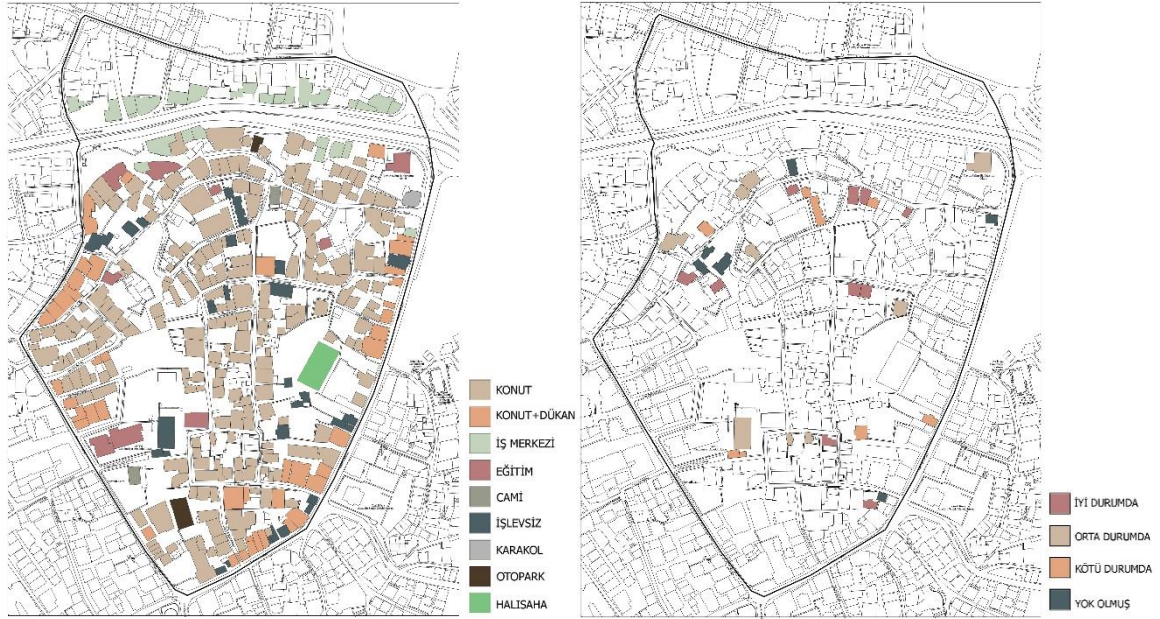 KONUT
KONUT+DÜKAN
İŞ MERKEZİ
EĞİTİM
CAMİ
İŞLEVSİZ
KARAKOL
OTOPARK
HALISAHA
İYİ DURUMDA
ORTA DURUMDA
KÖTÜ DURUMDA
YOK OLMUŞ